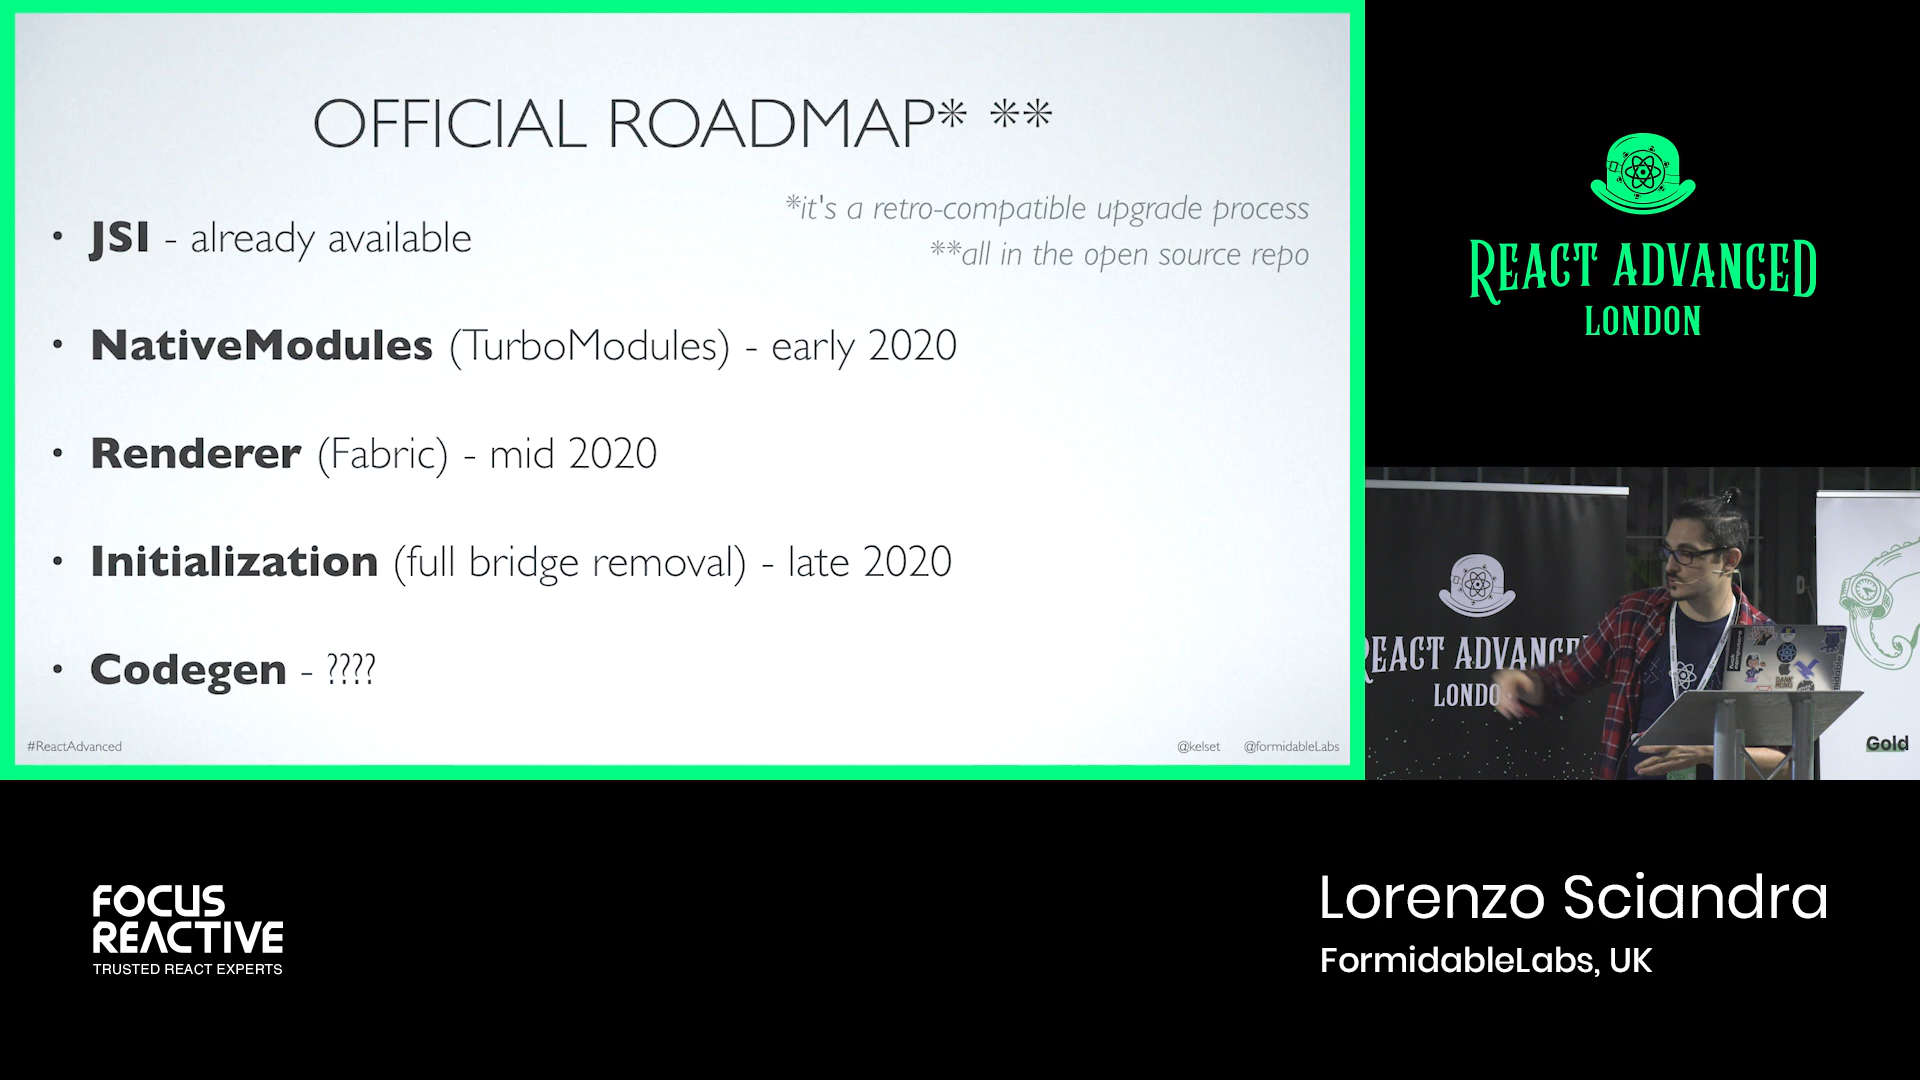 OFFICIAL ROADMAP* **
*it's a retro-compatible upgrade process
**all in the open source repo
• JSI - already available
• NativeModules (TurboModules) - early 2020
• Renderer (Fabric) - mid 2020
• Initialization (full bridge removal) - late 2020
• Codegen - ????
#ReactAdvanced
@kelset @formidableLabs
REACT ADVANCED
LONDON
REACT ADVANCE
LONDO
Gold
FOCUS
REACTIVE
TRUSTED REACT EXPERTS
Lorenzo Sciandra
FormidableLabs, UK